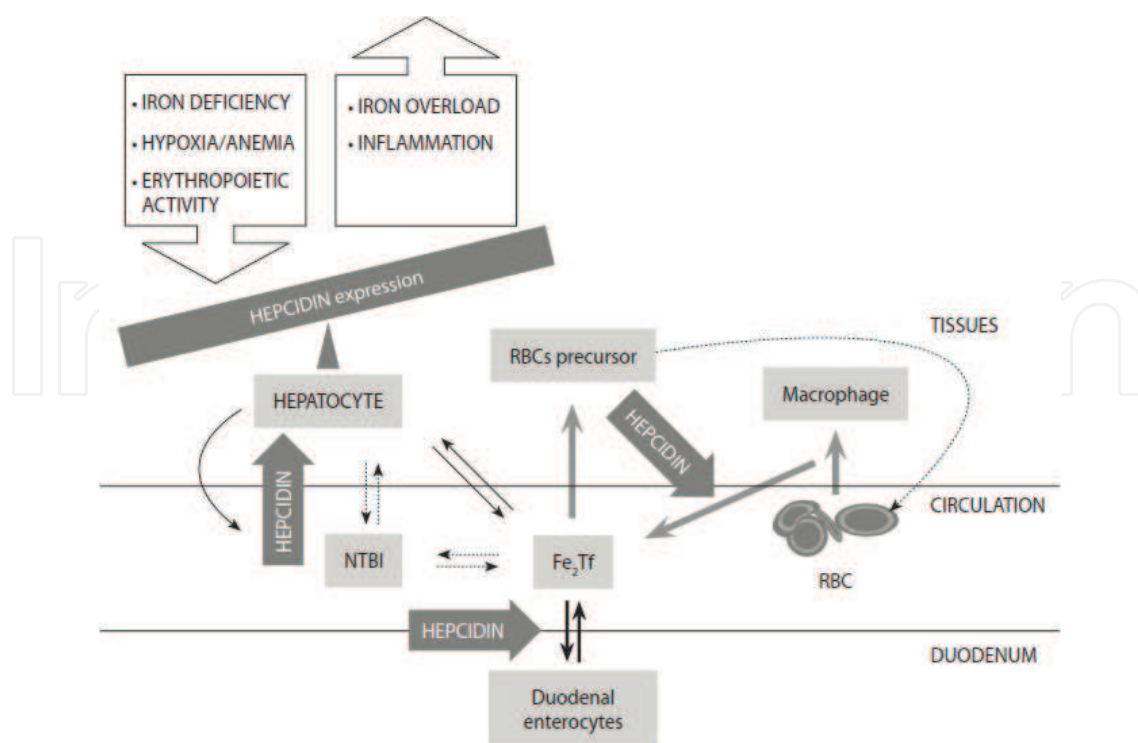 • IRON DEFICIENCY
• HYPOXIA/ANEMIA
• ERYTHROPOIETIC
ACTIVITY
• IRON OVERLOAD
• INFLAMMATION
HEPCIDIN expression
TISSUES
RBCs precursor
HEPATOCYTE
Macrophage
HEPCIDIN
HEPCIDIN
CIRCULATION
NTBI
Fe₂Tf
RBC
HEPCIDIN
DUODENUM
Duodenal
enterocytes